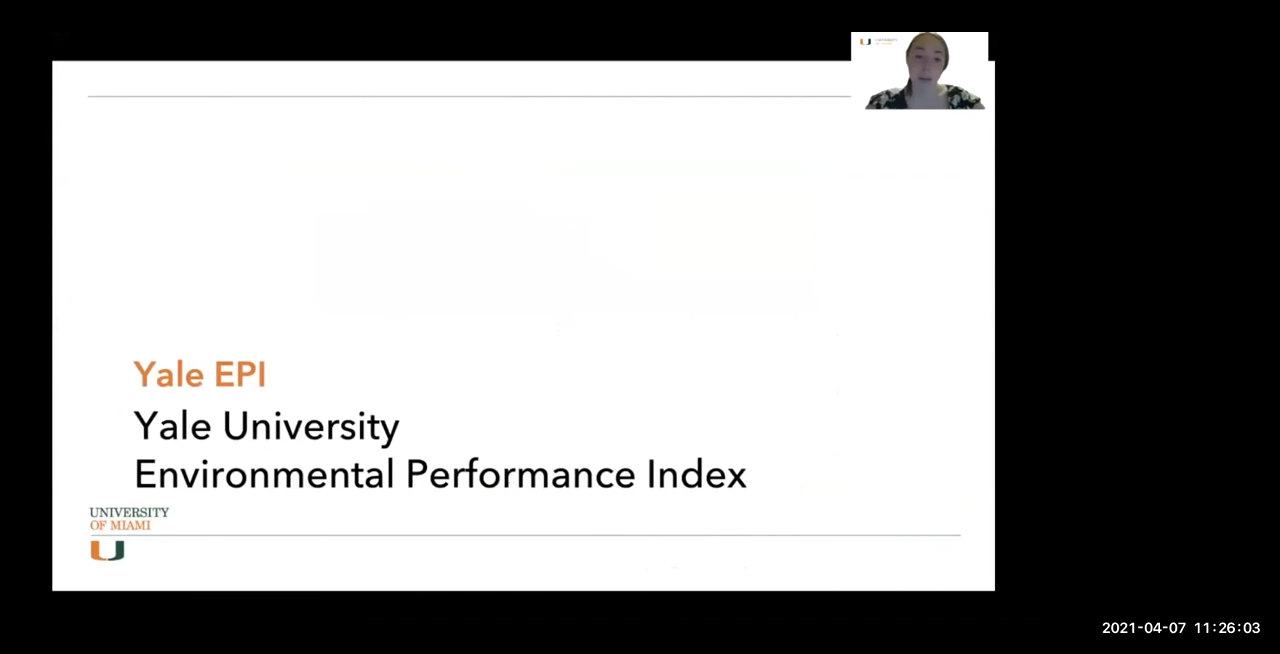 Yale EPI
Yale University
Environmental Performance Index
UNIVERSITY
OF MIAMI
2021-04-07 11:26:03